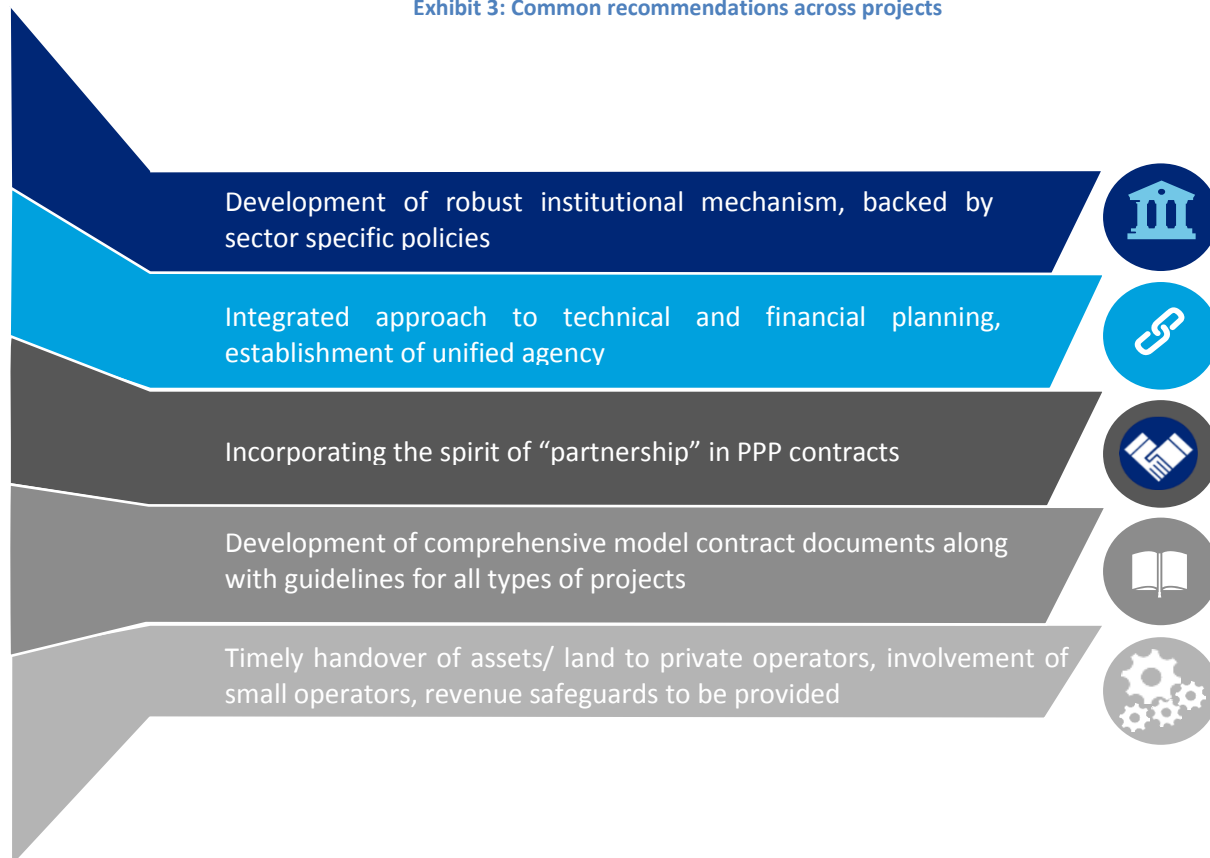 Exhibit 3: Common recommendations across projects
Development of robust institutional mechanism, backed by
sector specific policies
Integrated approach to technical and financial planning,
establishment of unified agency
Incorporating the spirit of “partnership” in PPP contracts
Development of comprehensive model contract documents along
with guidelines for all types of projects
Timely handover of assets/ land to private operators, involvement of
small operators, revenue safeguards to be provided